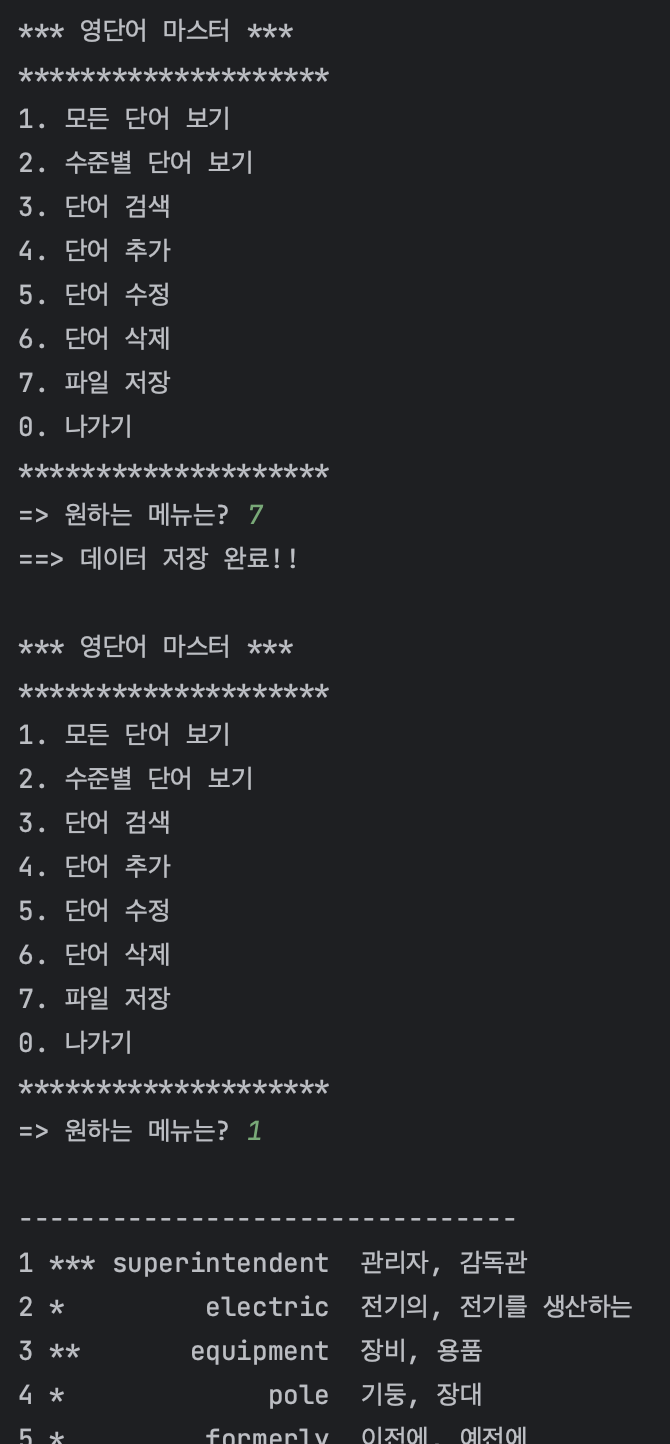 *** 영단어 마스터 ***
********************
1. 모든 단어 보기
2. 수준별 단어 보기
3. 단어 검색
4. 단어 추가
5. 단어 수정
6. 단어 삭제
7. 파일 저장
0. 나가기
********************
=> 원하는 메뉴는? 7
==> 데이터 저장 완료!!
*** 영단어 마스터 ***
********************
1. 모든 단어 보기
2. 수준별 단어 보기
3. 단어 검색
4. 단어 추가
5. 단어 수정
6. 단어 삭제
7. 파일 저장
0. 나가기
********************
=> 원하는 메뉴는? 1
--------------------------------
1 *** superintendent  관리자, 감독관
2 *         electric  전기의, 전기를 생산하는
3 **       equipment  장비, 용품
4 *             pole  기둥, 장대
5 *         formerly  이전에, 예전에